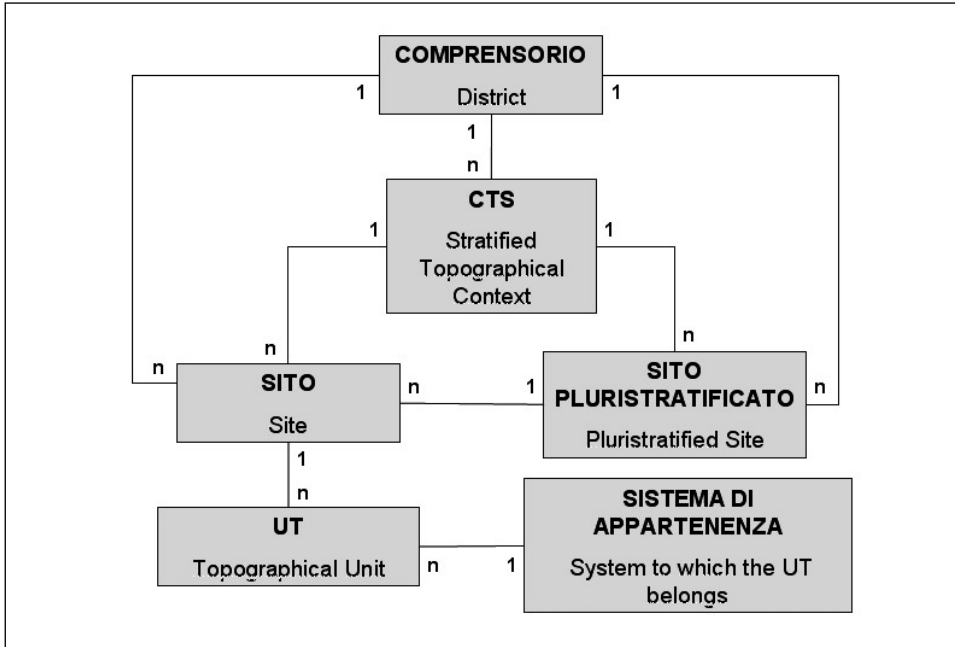 COMPRENSORIO
District
1
1
1
n
CTS
Stratified
Topographical
Context
1
1
n
n
n
SITO
Site
n
1
SITO
PLURISTRATIFICATO
Pluristratified Site
n
1
n
UT
Topographical Unit
n
1
SISTEMA DI
APPARTENENZA
System to which the UT
belongs